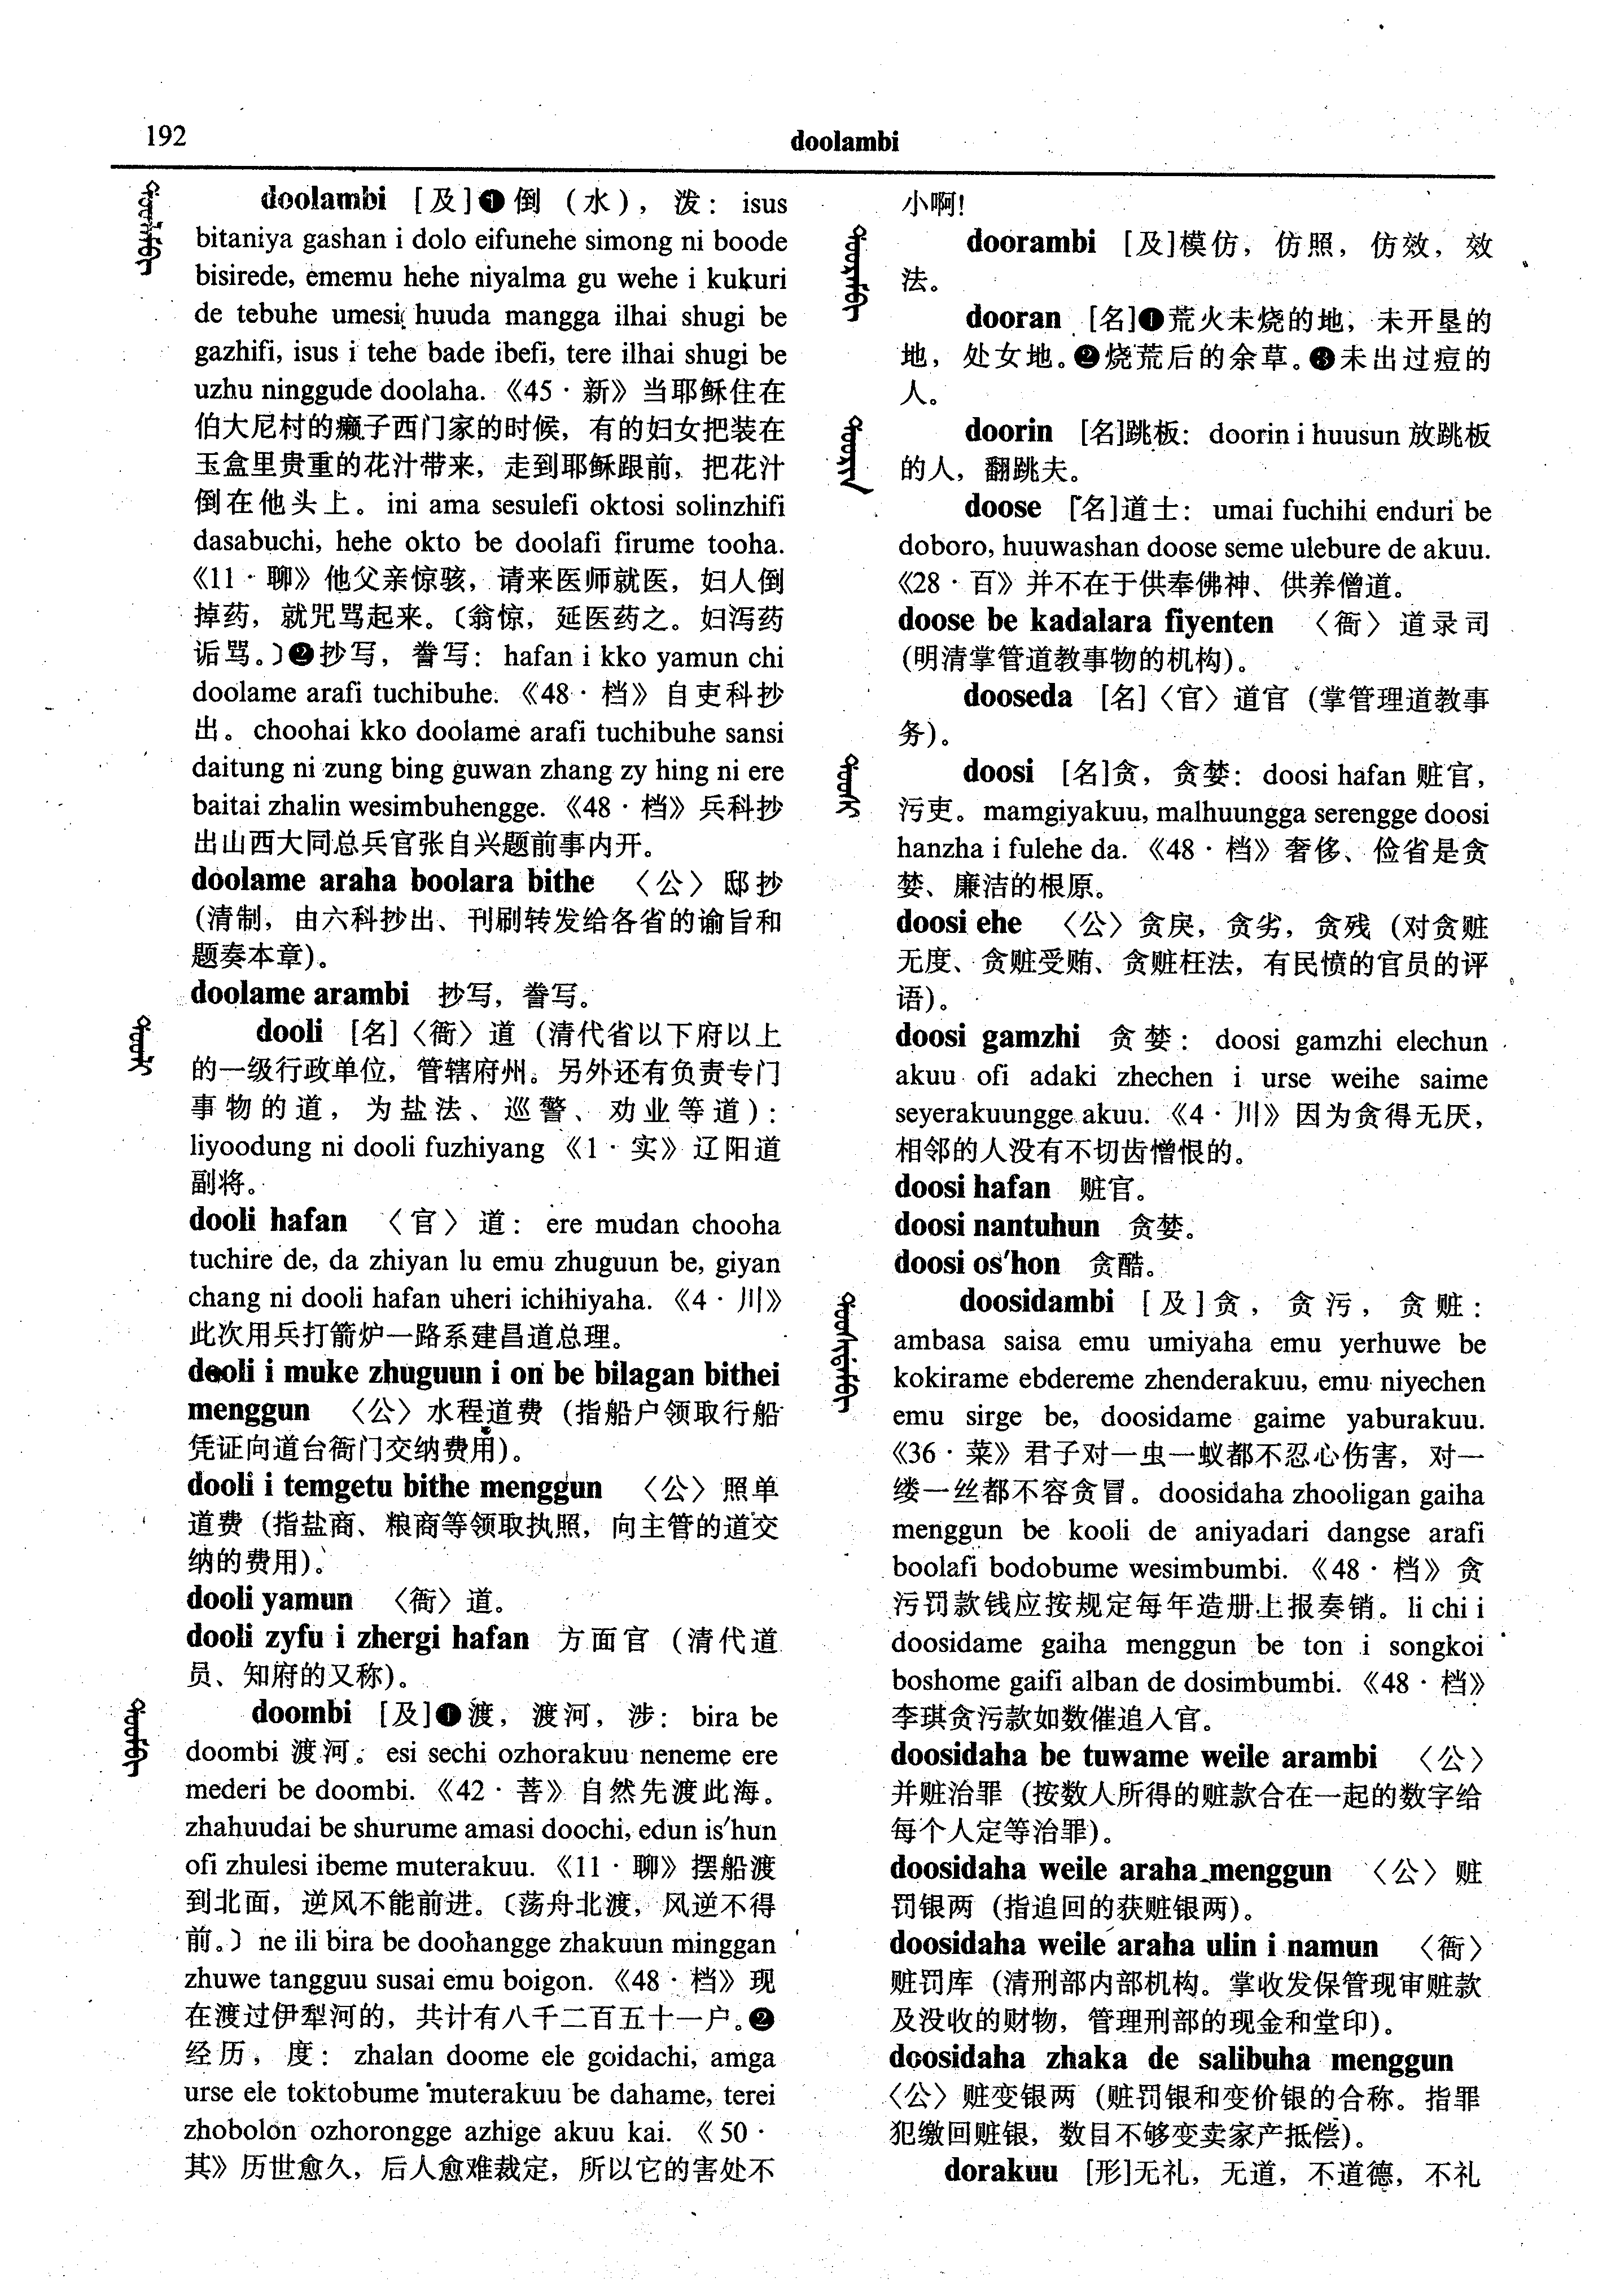 192
doolambi
doolambi [及]❶倒（水），泼：isus
bitaniya gashan i dolo eifunehe simong ni boode
bisirede, ememu hehe niyalma gu wehe i kukuri
de tebuhe umesi huuda mangga ilhai shugi be
gazhifi, isus i tehe bade ibefi, tere ilhai shugi be
uzhu ninggude doolaha.《45·新》当耶稣住在
伯大尼村的癞子西门家的时候，有的妇女把装在
玉盒里贵重的花汁带来，走到耶稣跟前，把花汁
倒在他头上。ini ama sesulefi oktosi solinzhifi
dasabuchi, hehe okto be doolafi firume tooha.
《11·聊》他父亲惊骇，请来医师就医，妇人倒
掉药，就咒骂起来。〔翁惊，延医药之。妇泻药
诟骂。〕❷抄写，誊写：hafan i kko yamun chi
doolame arafi tuchibuhe.《48·档》自吏科抄
出。choohai kko doolame arafi tuchibuhe sansi
daitung ni zung bing guwan zhang zy hing ni ere
baitai zhalin wesimbuhengge.《48·档》兵科抄
出山西大同总兵官张自兴题前事内开。
doolame araha boolara bithe 〈公〉邸抄
（清制，由六科抄出、刊刷转发给各省的谕旨和
题奏本章）。
doolame arambi 抄写，誊写。
dooli [名]〈衙〉道（清代省以下府以上
的一级行政单位，管辖府州。另外还有负责专门
事物的道，为盐法、巡警、劝业等道）：
liyoodung ni dooli fuzhiyang《1·实》辽阳道
副将。
dooli hafan 〈官〉道：ere mudan chooha
tuchire de, da zhiyan lu emu zhuguun be, giyan
chang ni dooli hafan uheri ichihiyaha.《4·川》
此次用兵打箭炉一路系建昌道总理。
dooli i muke zhuguun i on be bilagan bithei
menggun 〈公〉水程道费（指船户领取行船
凭证向道台衙门交纳费用）。
dooli i temgetu bithe menggun 〈公〉照单
道费（指盐商、粮商等领取执照，向主管的道交
纳的费用）。
dooli yamun 〈衙〉道。
dooli zyfu i zhergi hafan 方面官（清代道
员、知府的又称）。
doombi [及]❶渡，渡河，涉：bira be
doombi 渡河。esi sechi ozhorakuu neneme ere
mederi be doombi.《42·菩》自然先渡此海。
zhahuudai be shurume amasi doochi, edun is'hun
ofi zhulesi ibeme muterakuu.《11·聊》摆船渡
到北面，逆风不能前进。〔荡舟北渡，风逆不得
前。〕ne ili bira be doohangge zhakuun minggan
zhuwe tangguu susai emu boigon.《48·档》现
在渡过伊犁河的，共计有八千二百五十一户。❷
经历，度：zhalan doome ele goidachi, amga
urse ele toktobume muterakuu be dahame, terei
zhobolon ozhorongge azhige akuu kai.《50·
其》历世愈久，后人愈难裁定，所以它的害处不
小啊！
doorambi [及]模仿，仿照，仿效，效
法。
dooran [名]❶荒火未烧的地，未开垦的
地，处女地。❷烧荒后的余草。❸未出过痘的
人。
doorin [名]跳板：doorin i huusun 放跳板
的人，翻跳夫。
doose [名]道士：umai fuchihi enduri be
doboro, huuwashan doose seme ulebure de akuu.
《28·百》并不在于供奉佛神、供养僧道。
doose be kadalara fiyenten 〈衙〉道录司
（明清掌管道教事物的机构）。
dooseda [名]〈官〉道官（掌管理道教事
务）。
doosi [名]贪，贪婪：doosi hafan 赃官，
污吏。mamgiyakuu, malhuungga serengge doosi
hanzha i fulehe da.《48·档》奢侈、俭省是贪
婪、廉洁的根原。
doosi ehe 〈公〉贪戾，贪劣，贪残（对贪赃
无度、贪赃受贿、贪赃枉法，有民愤的官员的评
语）。
doosi gamzhi 贪婪：doosi gamzhi elechun
akuu ofi adaki zhechen i urse weihe saime
seyerakuungge akuu.《4·川》因为贪得无厌，
相邻的人没有不切齿憎恨的。
doosi hafan 赃官。
doosi nantuhun 贪婪。
doosi os'hon 贪酷。
doosidambi [及]贪，贪污，贪赃：
ambasa saisa emu umiyaha emu yerhuwe be
kokirame ebdereme zhenderakuu, emu niyechen
emu sirge be, doosidame gaime yaburakuu.
《36·菜》君子对一虫一蚁都不忍心伤害，对一
缕一丝都不容贪冒。doosidaha zhooligan gaiha
menggun be kooli de aniyadari dangse arafi
boolafi bodobume wesimbumbi.《48·档》贪
污罚款钱应按规定每年造册上报奏销。li chi i
doosidame gaiha menggun be ton i songkoi
boshome gaifi alban de dosimbumbi.《48·档》
李琪贪污款如数催追入官。
doosidaha be tuwame weile arambi 〈公〉
并赃治罪（按数人所得的赃款合在一起的数字给
每个人定等治罪）。
doosidaha weile araha menggun 〈公〉赃
罚银两（指追回的获赃银两）。
doosidaha weile araha ulin i namun 〈衙〉
赃罚库（清刑部内部机构。掌收发保管现审赃款
及没收的财物，管理刑部的现金和堂印）。
doosidaha zhaka de salibuha menggun
〈公〉赃变银两（赃罚银和变价银的合称。指罪
犯缴回赃银，数目不够变卖家产抵偿）。
dorakuu [形]无礼，无道，不道德，不礼